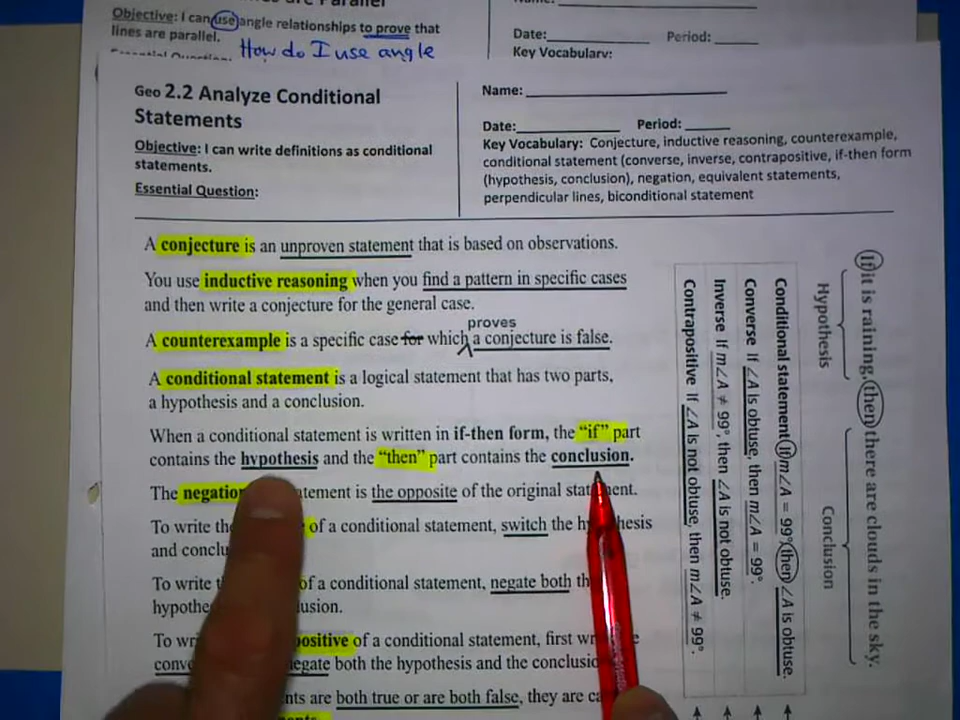 Objective: I can use angle relationships to prove that
lines are parallel.
How do I use angle
Date: Period:
Key Vocabulary:
Geo 2.2 Analyze Conditional
Statements
Objective: I can write definitions as conditional
statements.
Essential Question:
Name:
Date: Period:
Key Vocabulary: Conjecture, inductive reasoning, counterexample,
conditional statement (converse, inverse, contrapositive, if-then form
(hypothesis, conclusion), negation, equivalent statements,
perpendicular lines, biconditional statement
A conjecture is an unproven statement that is based on observations.
You use inductive reasoning when you find a pattern in specific cases
and then write a conjecture for the general case.
proves
A counterexample is a specific case for which a conjecture is false.
A conditional statement is a logical statement that has two parts,
a hypothesis and a conclusion.
When a conditional statement is written in if-then form, the "if" part
contains the hypothesis and the "then" part contains the conclusion.
The negation is the opposite of the original
To write the of a conditional statement, switch the
and
To write of a conditional statement, negate both
To of a conditional statement, first
both the hypothesis and the
are both true or are both false, they are
If it is raining, then there are clouds in the sky.
Hypothesis Conclusion
Conditional statement If m∠A = 99°, then ∠A is obtuse.
Converse If ∠A is obtuse, then m∠A = 99°.
Inverse If m∠A ≠ 99°, then ∠A is not obtuse.
Contrapositive If ∠A is not obtuse, then m∠A ≠ 99°.